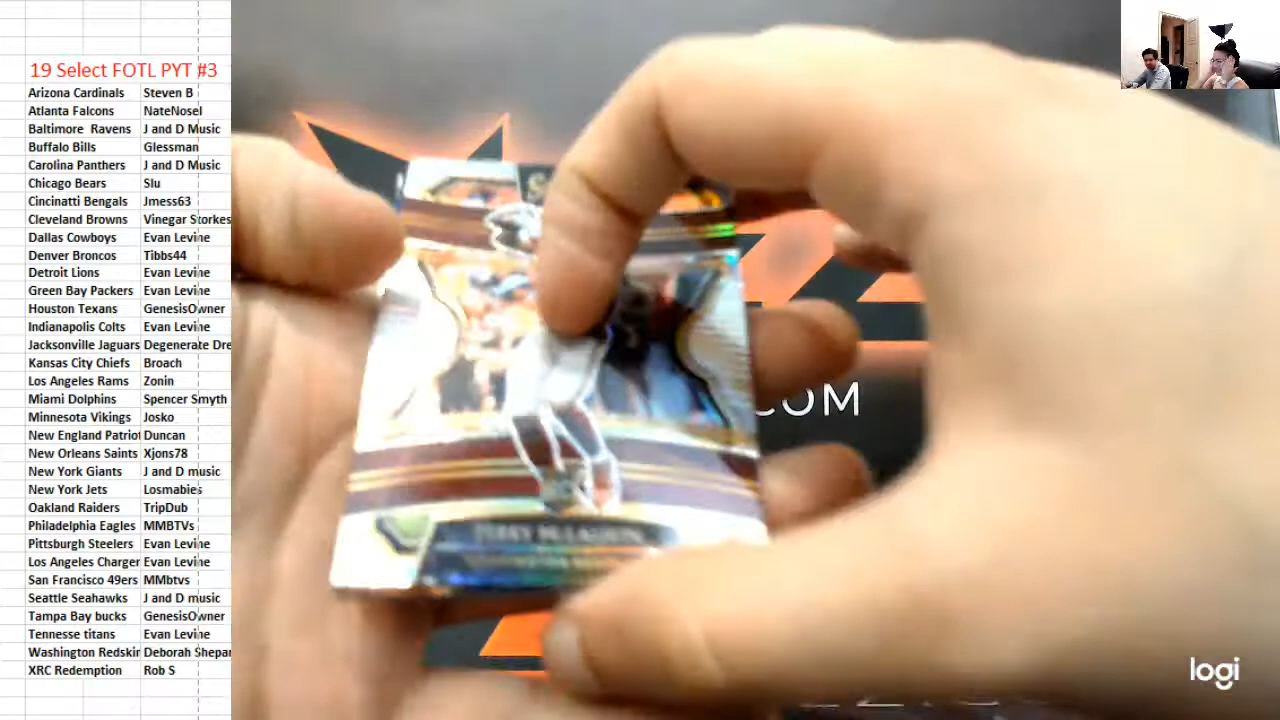 19 Select FOTL PYT #3
Arizona Cardinals Steven B
Atlanta Falcons NateNosel
Baltimore Ravens J and D Music
Buffalo Bills Glessman
Carolina Panthers J and D Music
Chicago Bears Slu
Cincinatti Bengals Jmess63
Cleveland Browns Vinegar Storkes
Dallas Cowboys Evan Levine
Denver Broncos Tibbs44
Detroit Lions Evan Levine
Green Bay Packers Evan Levine
Houston Texans GenesisOwner
Indianapolis Colts Evan Levine
Jacksonville Jaguars Degenerate Dre
Kansas City Chiefs Broach
Los Angeles Rams Zonin
Miami Dolphins Spencer Smyth
Minnesota Vikings Josko
New England Patriot Duncan
New Orleans Saints Xjons78
New York Giants J and D music
New York Jets Losmabies
Oakland Raiders TripDub
Philadelphia Eagles MMBTVs
Pittsburgh Steelers Evan Levine
Los Angeles Charger Evan Levine
San Francisco 49ers MMbtvs
Seattle Seahawks J and D music
Tampa Bay bucks GenesisOwner
Tennesse titans Evan Levine
Washington Redskin Deborah Shepar
XRC Redemption Rob S
.COM
TERRY McLAURIN
logi